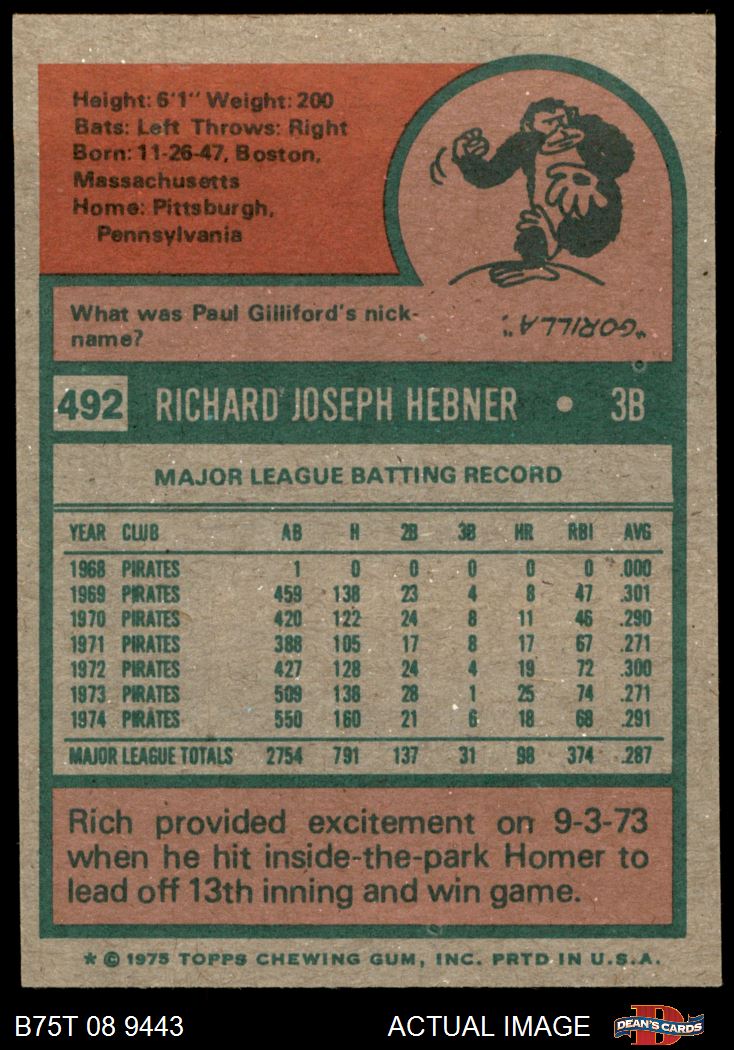 Height: 6'1" Weight: 200
Bats: Left Throws: Right
Born: 11-26-47, Boston,
Massachusetts
Home: Pittsburgh,
Pennsylvania
What was Paul Gilliford's nick-
name?
"GORILLA".
492 RICHARD JOSEPH HEBNER • 3B
MAJOR LEAGUE BATTING RECORD
YEAR CLUB AB H 2B 3B HR RBI AVG
1968 PIRATES 1 0 0 0 0 0 .000
1969 PIRATES 459 138 23 4 8 47 .301
1970 PIRATES 420 122 24 8 11 46 .290
1971 PIRATES 388 105 17 8 17 67 .271
1972 PIRATES 427 128 24 4 19 72 .300
1973 PIRATES 509 138 28 1 25 74 .271
1974 PIRATES 550 160 21 6 18 68 .291
MAJOR LEAGUE TOTALS 2754 791 137 31 98 374 .287
Rich provided excitement on 9-3-73
when he hit inside-the-park Homer to
lead off 13th inning and win game.
* © 1975 TOPPS CHEWING GUM, INC. PRTD IN U.S.A.
B75T 08 9443 ACTUAL IMAGE DEAN'S CARDS